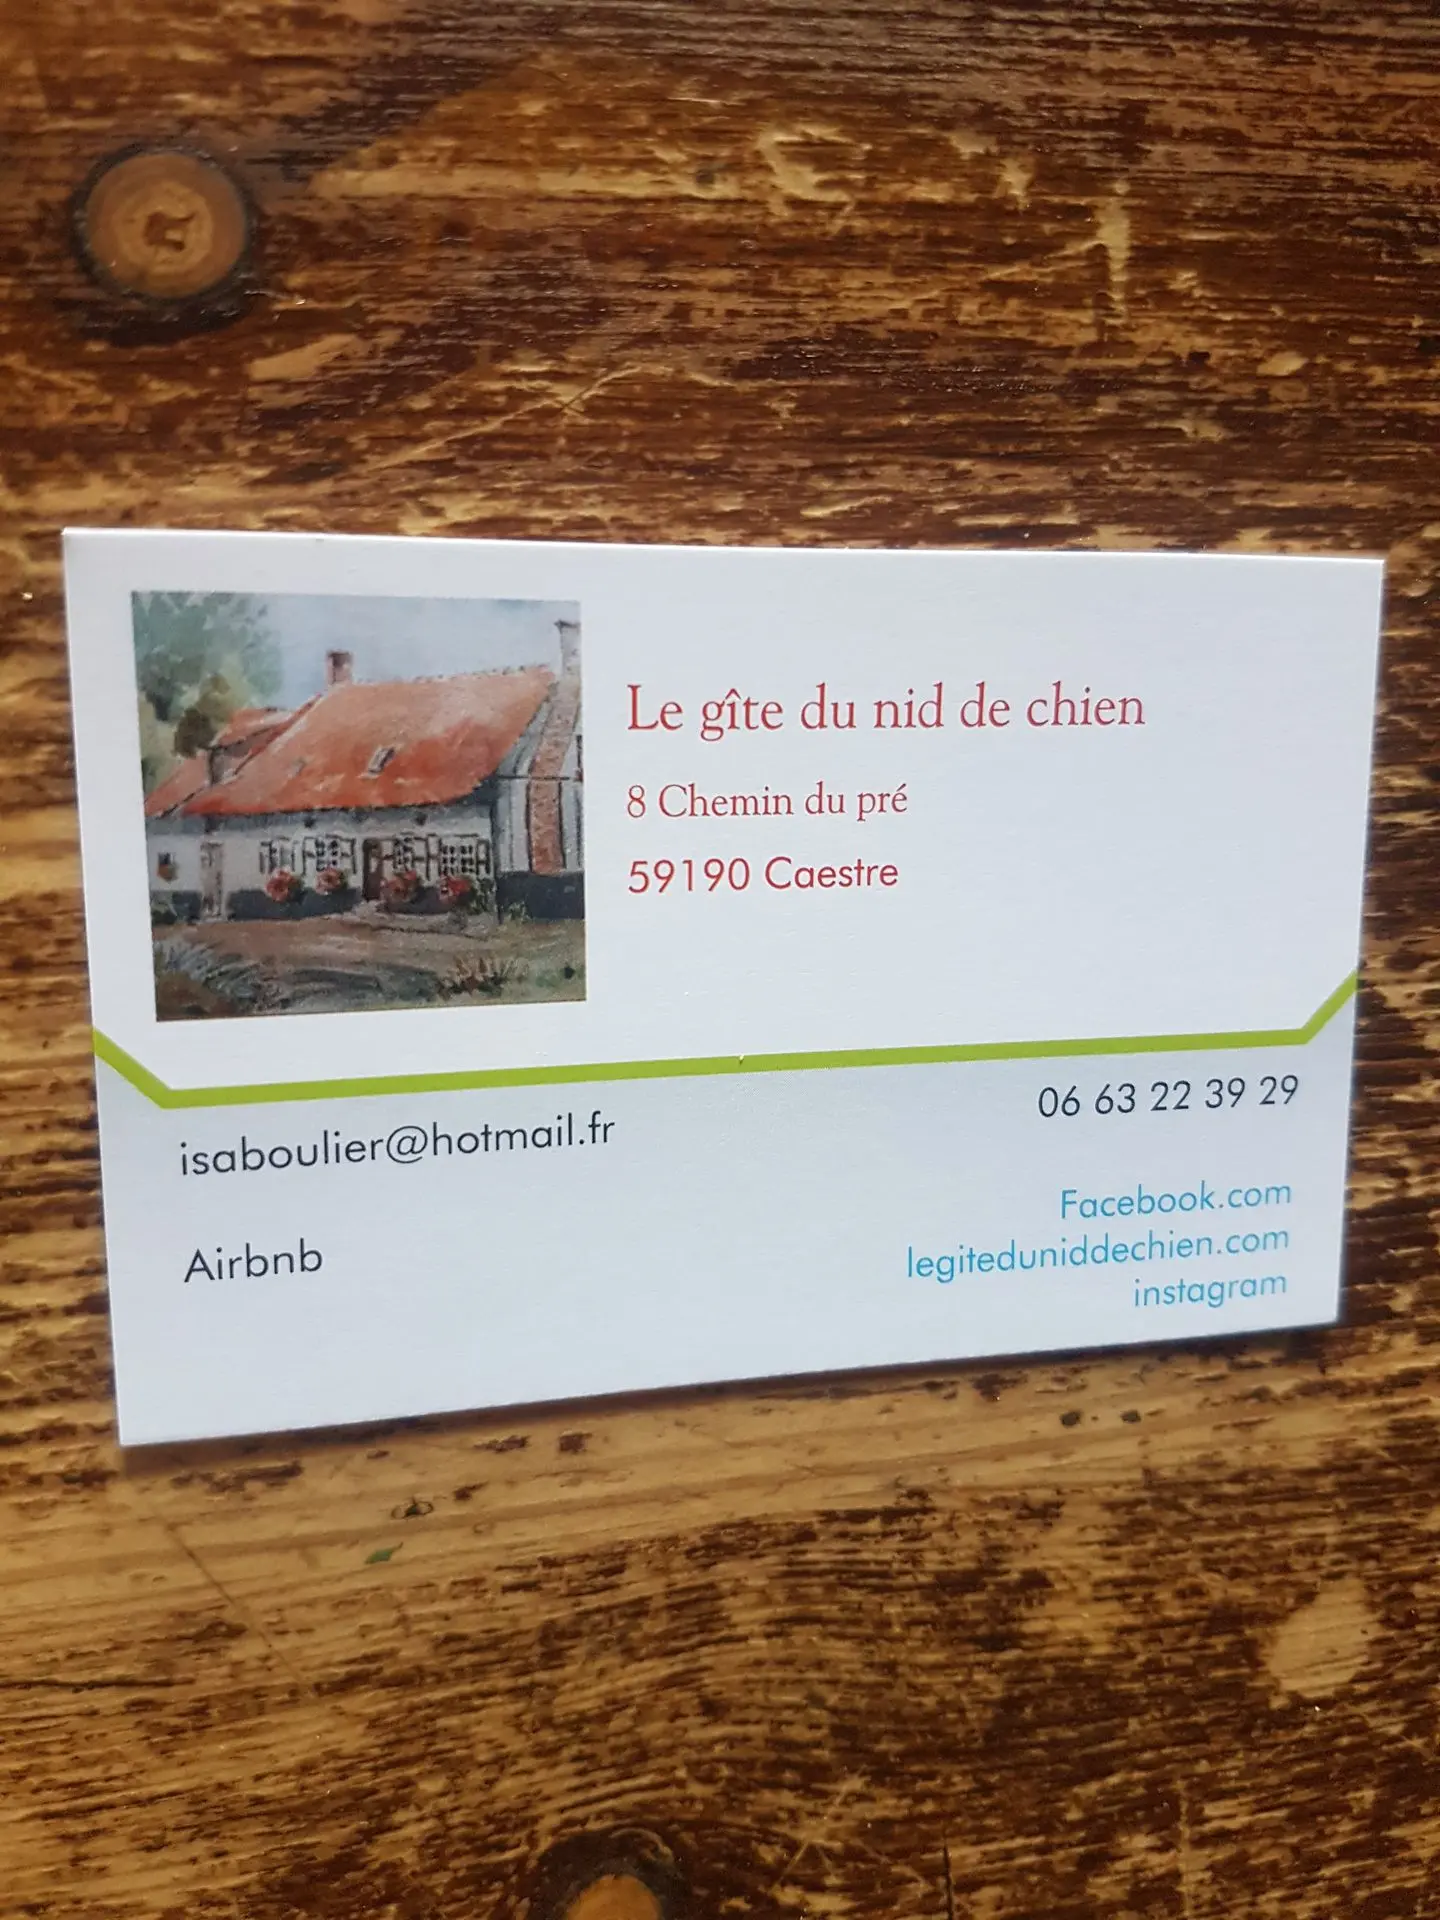 Le gîte du nid de chien
8 Chemin du pré
59190 Caestre
isaboulier@hotmail.fr
06 63 22 39 29
Airbnb
Facebook.com
legiteduniddechien.com
instagram